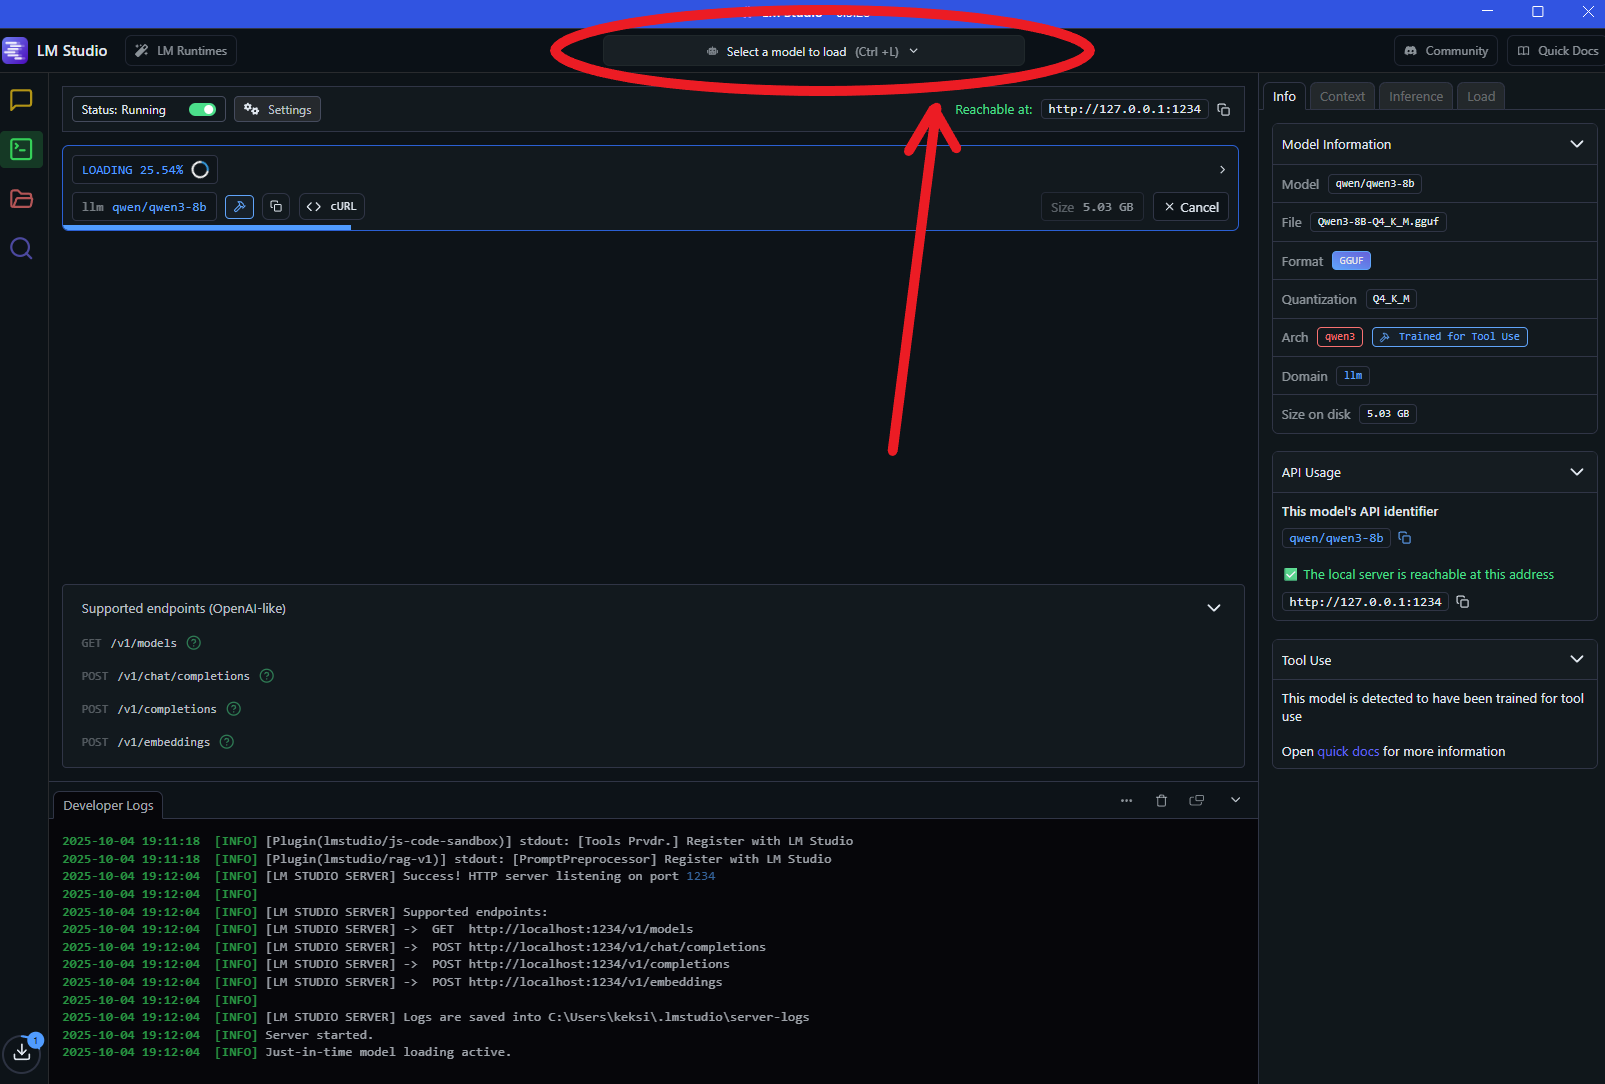 LM Studio
LM Runtimes
Select a model to load (Ctrl +L)
Community
Quick Docs
Status: Running
Settings
Reachable at: http://127.0.0.1:1234
LOADING 25.54%
llm qwen/qwen3-8b
cURL
Size 5.03 GB
Cancel
Supported endpoints (OpenAI-like)
GET /v1/models
POST /v1/chat/completions
POST /v1/completions
POST /v1/embeddings
Info
Context
Inference
Load
Model Information
Model qwen/qwen3-8b
File Qwen3-8B-Q4_K_M.gguf
Format GGUF
Quantization Q4_K_M
Arch qwen3 Trained for Tool Use
Domain llm
Size on disk 5.03 GB
API Usage
This model's API identifier
qwen/qwen3-8b
The local server is reachable at this address
http://127.0.0.1:1234
Tool Use
This model is detected to have been trained for tool
use
Open quick docs for more information
Developer Logs
2025-10-04 19:11:18 [INFO] [Plugin(lmstudio/js-code-sandbox)] stdout: [Tools Prvdr.] Register with LM Studio
2025-10-04 19:11:18 [INFO] [Plugin(lmstudio/rag-v1)] stdout: [PromptPreprocessor] Register with LM Studio
2025-10-04 19:12:04 [INFO] [LM STUDIO SERVER] Success! HTTP server listening on port 1234
2025-10-04 19:12:04 [INFO]
2025-10-04 19:12:04 [INFO] [LM STUDIO SERVER] Supported endpoints:
2025-10-04 19:12:04 [INFO] [LM STUDIO SERVER] -> GET http://localhost:1234/v1/models
2025-10-04 19:12:04 [INFO] [LM STUDIO SERVER] -> POST http://localhost:1234/v1/chat/completions
2025-10-04 19:12:04 [INFO] [LM STUDIO SERVER] -> POST http://localhost:1234/v1/completions
2025-10-04 19:12:04 [INFO] [LM STUDIO SERVER] -> POST http://localhost:1234/v1/embeddings
2025-10-04 19:12:04 [INFO]
2025-10-04 19:12:04 [INFO] [LM STUDIO SERVER] Logs are saved into C:\Users\keksi\.lmstudio\server-logs
2025-10-04 19:12:04 [INFO] Server started.
2025-10-04 19:12:04 [INFO] Just-in-time model loading active.
1